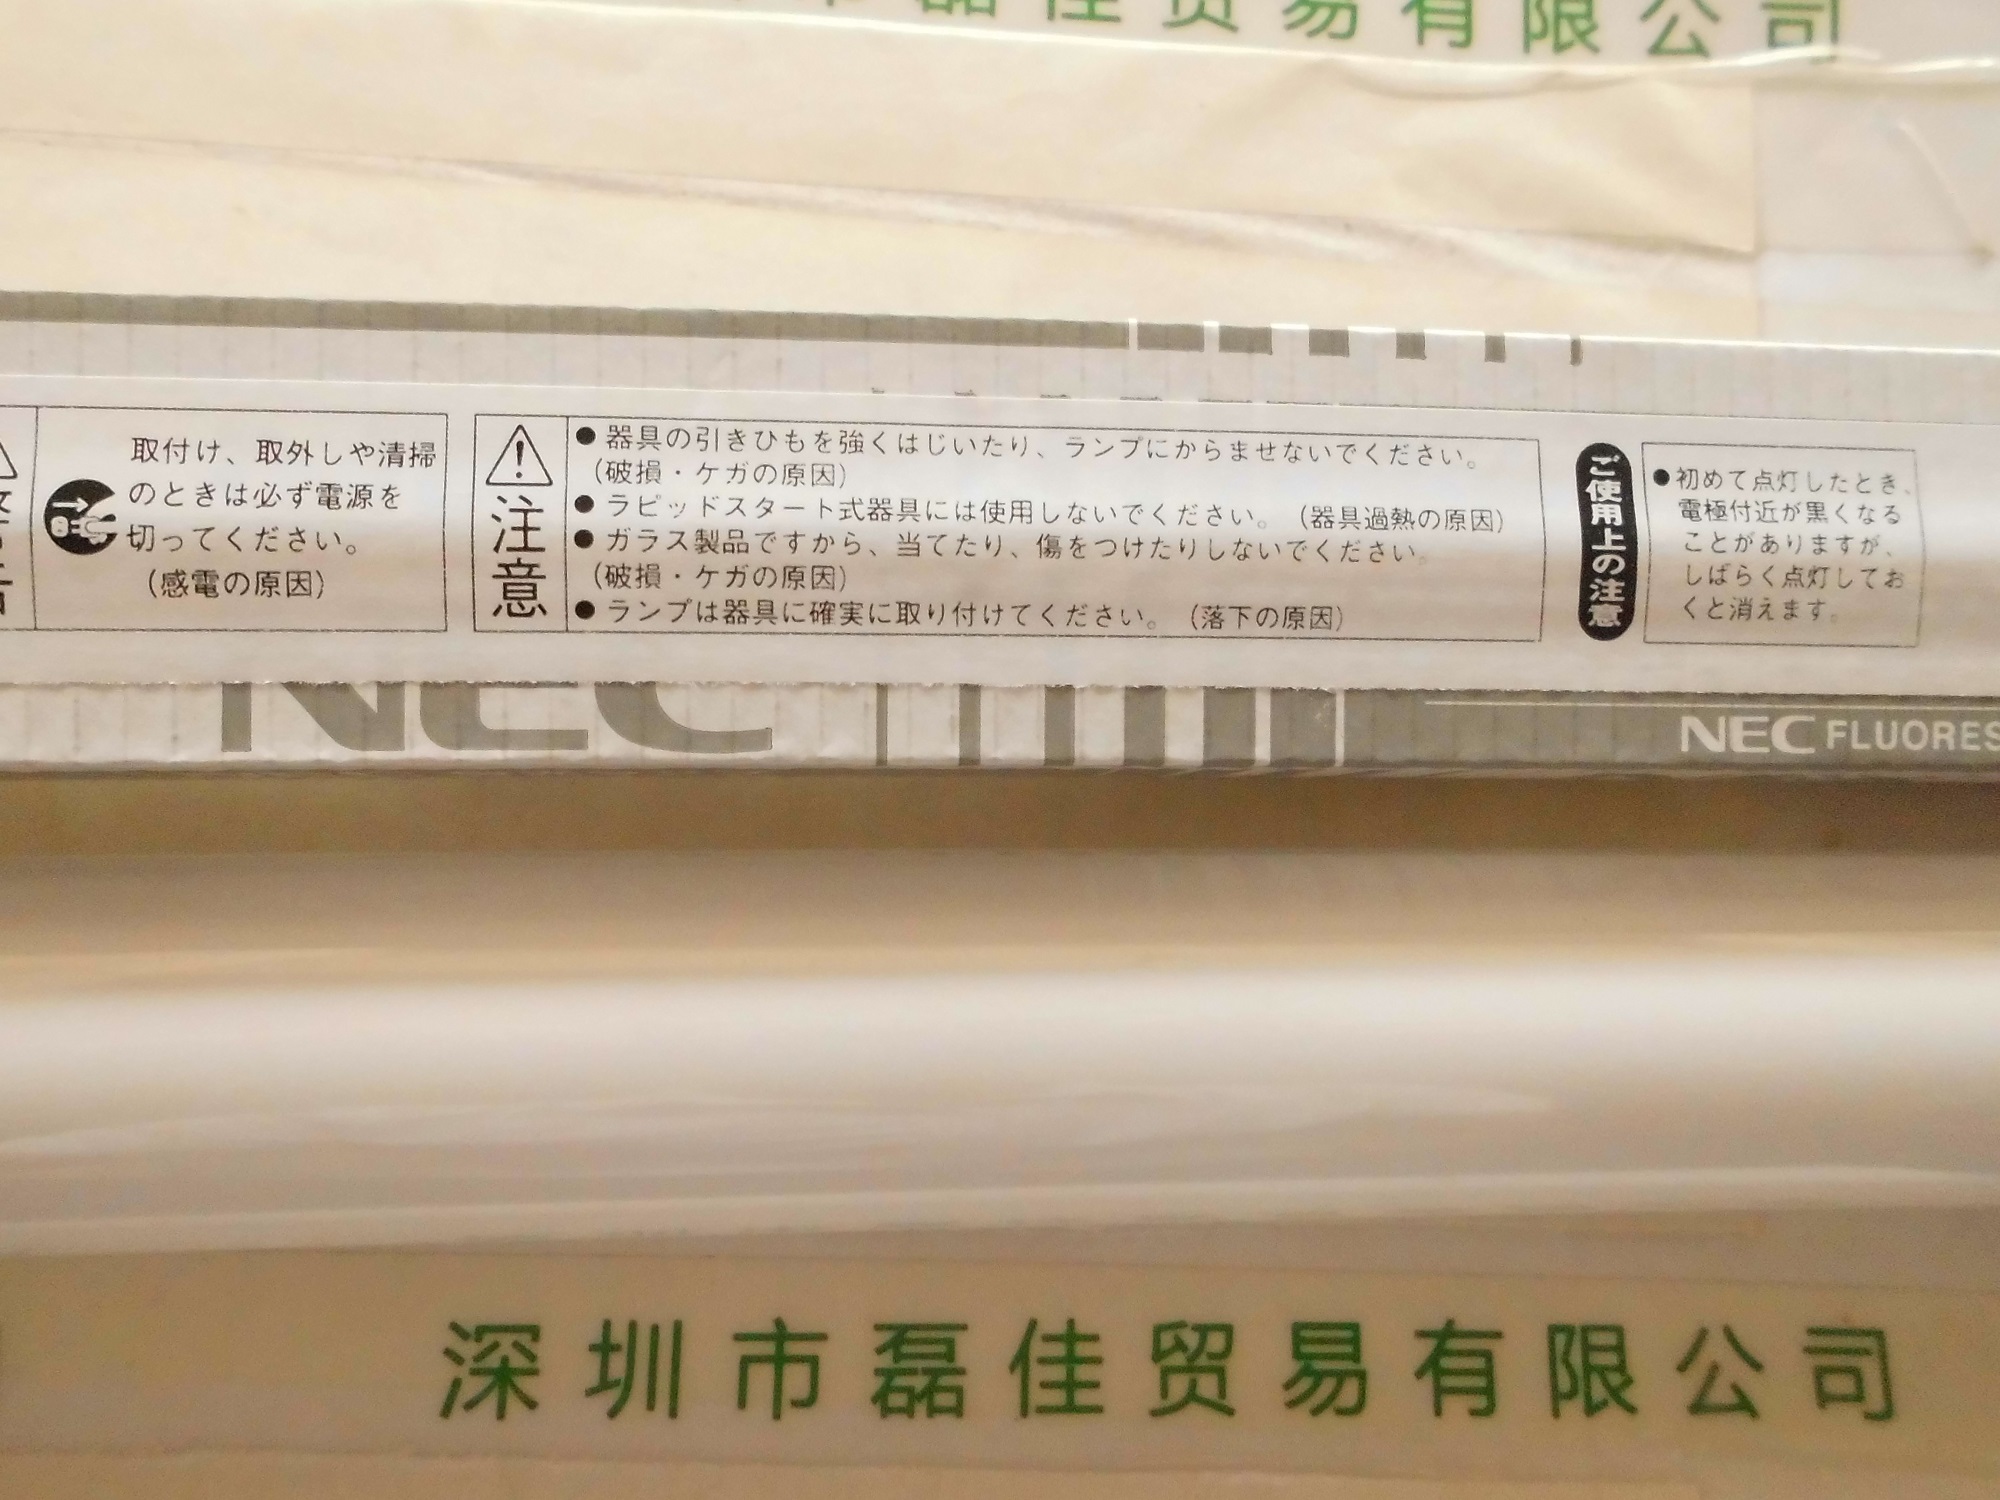 佳贸易有限公司
取付け、取外しや清掃
のときは必ず電源を
切ってください。
(感電の原因)
注意
●器具の引きひもを強くはじいたり、ランプにからませないでください。
(破損・ケガの原因)
●ラピッドスタート式器具には使用しないでください。(器具過熱の原因)
●ガラス製品ですから、当てたり、傷をつけたりしないでください。
(破損・ケガの原因)
●ランプは器具に確実に取り付けてください。(落下の原因)
ご使用上の注意
●初めて点灯したとき、
電極付近が黒くなる
ことがありますが、
しばらく点灯してお
くと消えます。
NEC
NEC FLUORES
深圳市磊佳贸易有限公司